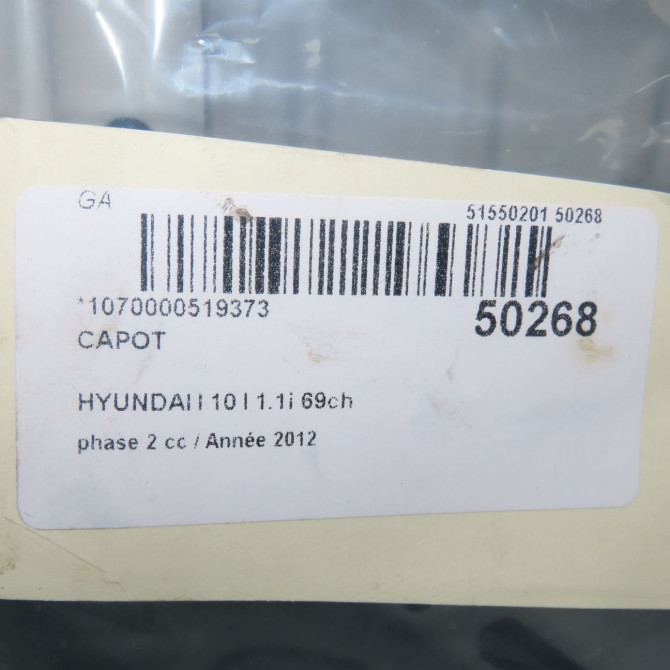 GA 51550201 50268
*1070000519373 50268
CAPOT
HYUNDAI I 10 I 1.1i 69ch
phase 2 cc / Année 2012